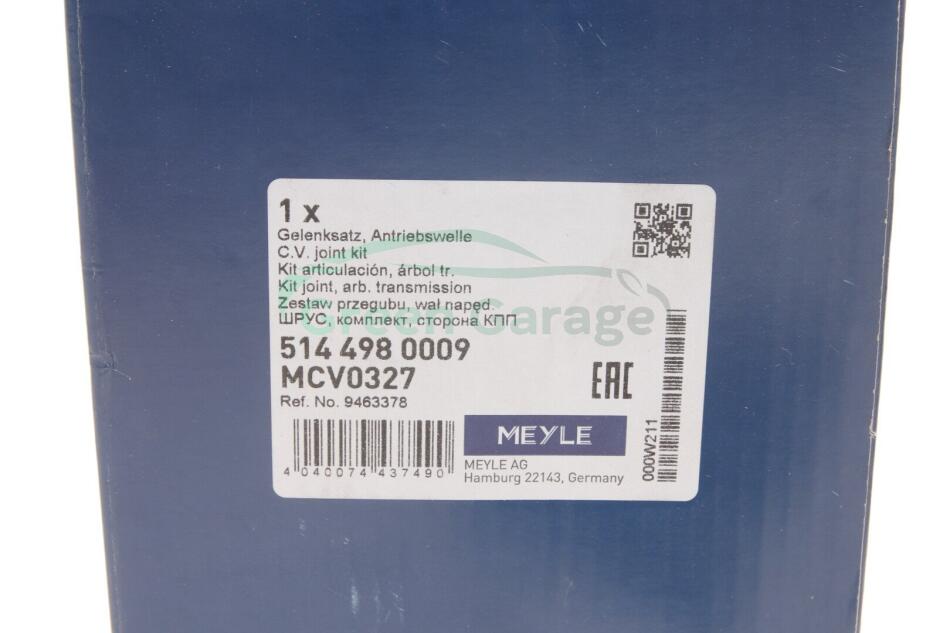 1 x
Gelenksatz, Antriebswelle
C.V. joint kit
Kit articulación, árbol tr.
Kit joint, arb. transmission
Zestaw przegubu, wał napęd.
ШРУС, комплект, сторона КПП
Green Garage
514 498 0009
MCV0327
Ref. No. 9463378
EAC
4 040074 437490
MEYLE
MEYLE AG
Hamburg 22143, Germany
000W211